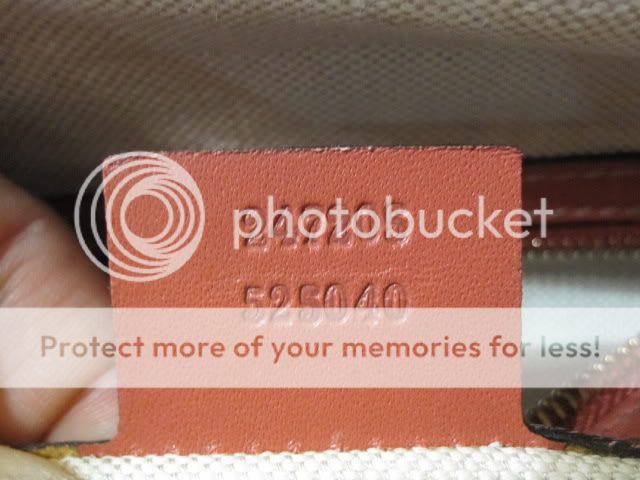 photobucket
525040
Protect more of your memories for less!